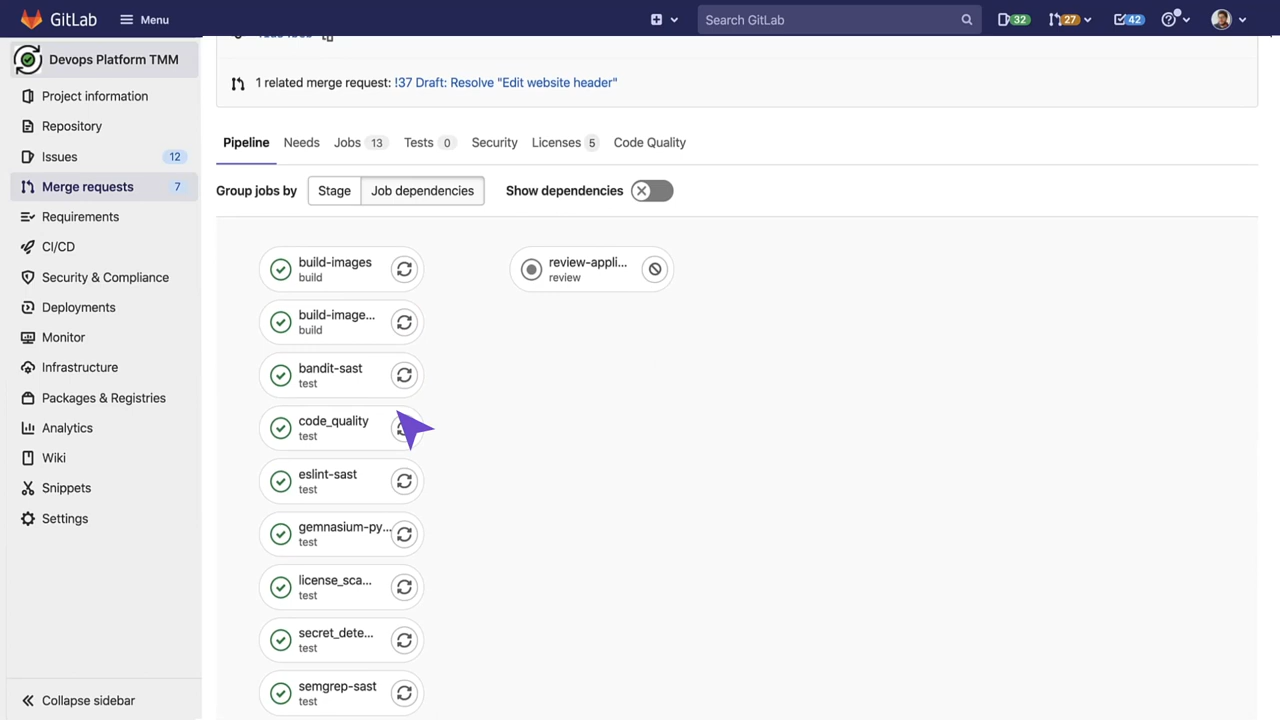 GitLab
Menu
Search GitLab
32
27
42
Devops Platform TMM
Project information
Repository
Issues 12
Merge requests 7
Requirements
CI/CD
Security & Compliance
Deployments
Monitor
Infrastructure
Packages & Registries
Analytics
Wiki
Snippets
Settings
Collapse sidebar
1 related merge request: !37 Draft: Resolve "Edit website header"
Pipeline Needs Jobs 13 Tests 0 Security Licenses 5 Code Quality
Group jobs by Stage Job dependencies Show dependencies
build-images
build
build-image...
build
bandit-sast
test
code_quality
test
eslint-sast
test
gemnasium-py...
test
license_sca...
test
secret_dete...
test
semgrep-sast
test
review-appli...
review